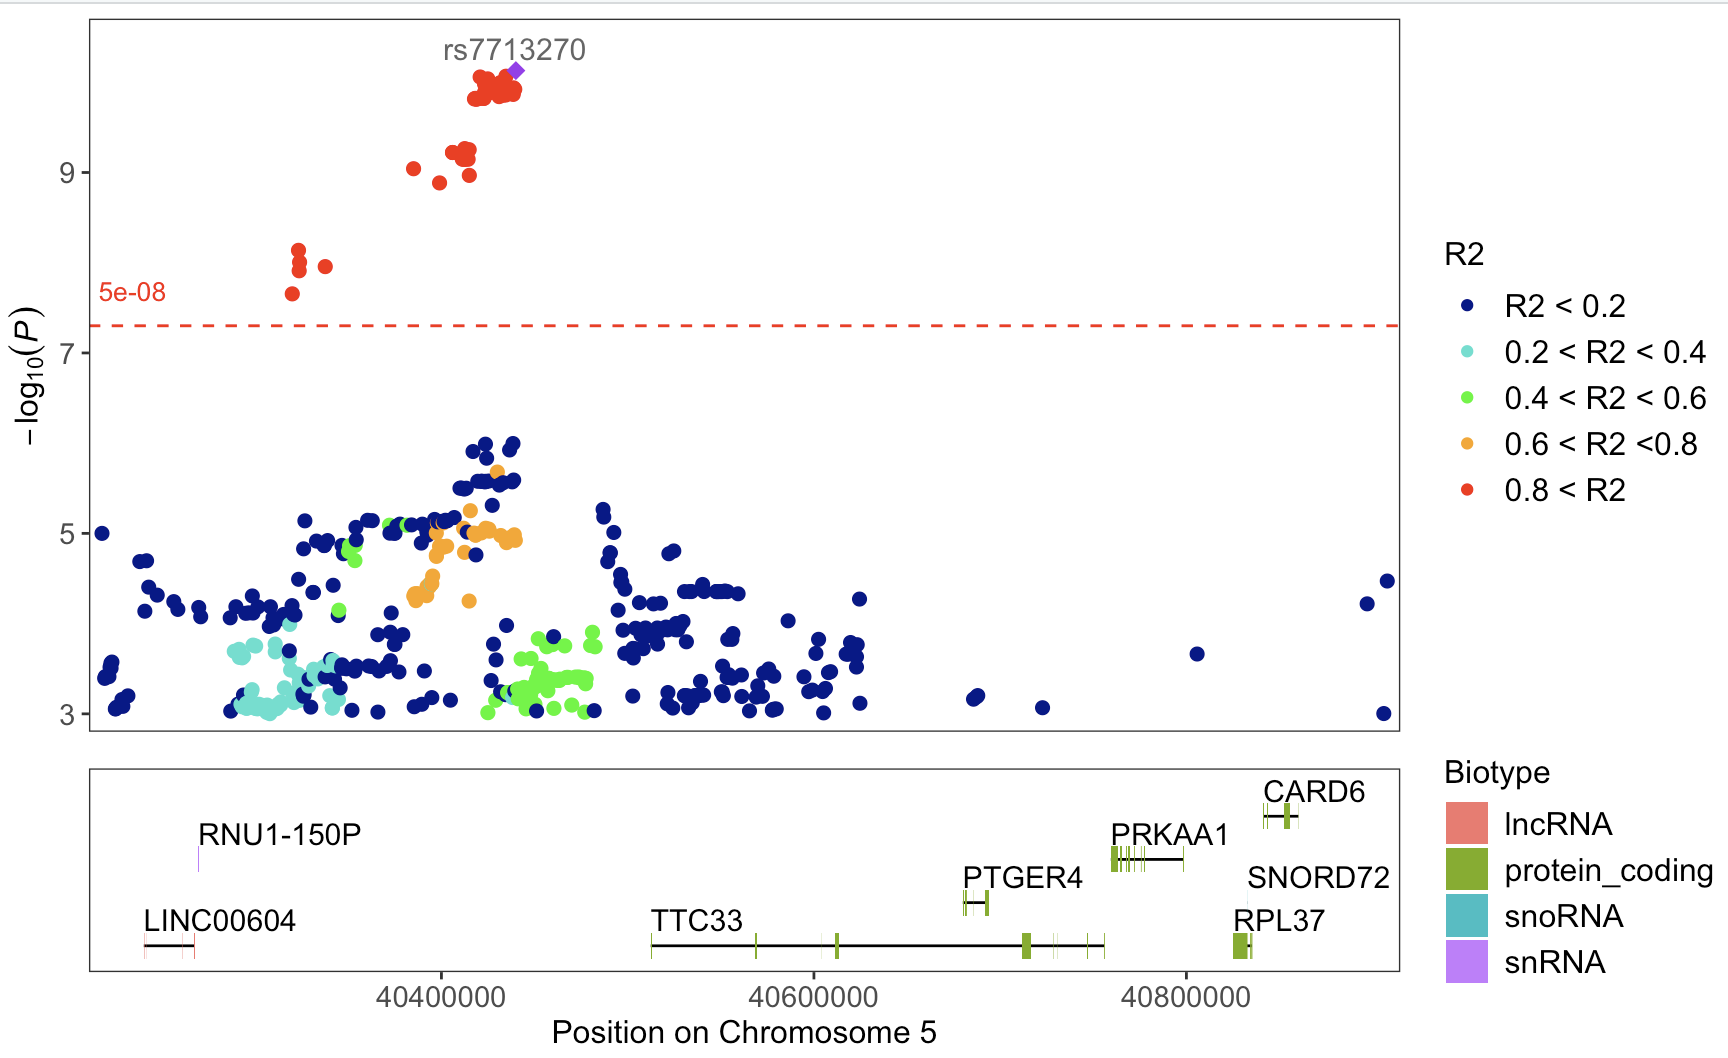 rs7713270
9
5e-08
7
5
3
−log10(P)
R2
R2 < 0.2
0.2 < R2 < 0.4
0.4 < R2 < 0.6
0.6 < R2 <0.8
0.8 < R2
CARD6
RNU1-150P
PRKAA1
PTGER4
SNORD72
LINC00604
TTC33
RPL37
40400000
40600000
40800000
Position on Chromosome 5
Biotype
lncRNA
protein_coding
snoRNA
snRNA